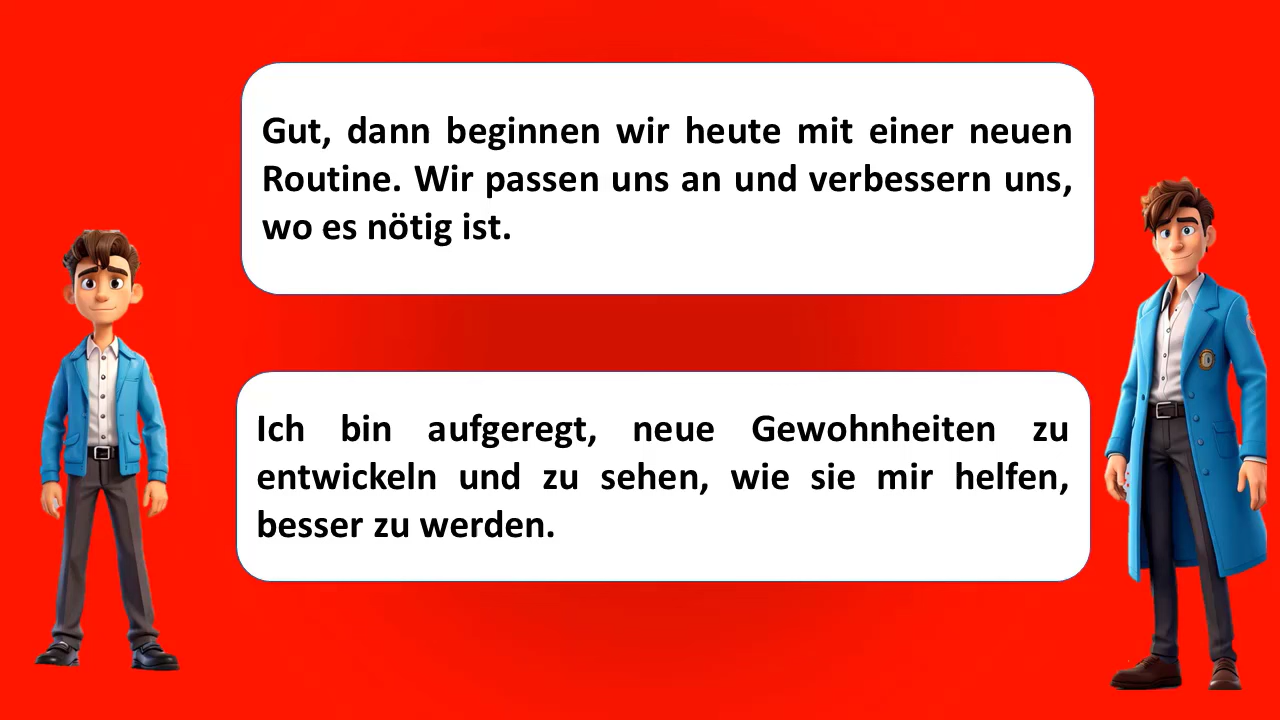 Gut, dann beginnen wir heute mit einer neuen
Routine. Wir passen uns an und verbessern uns,
wo es nötig ist.
Ich bin aufgeregt, neue Gewohnheiten zu
entwickeln und zu sehen, wie sie mir helfen,
besser zu werden.